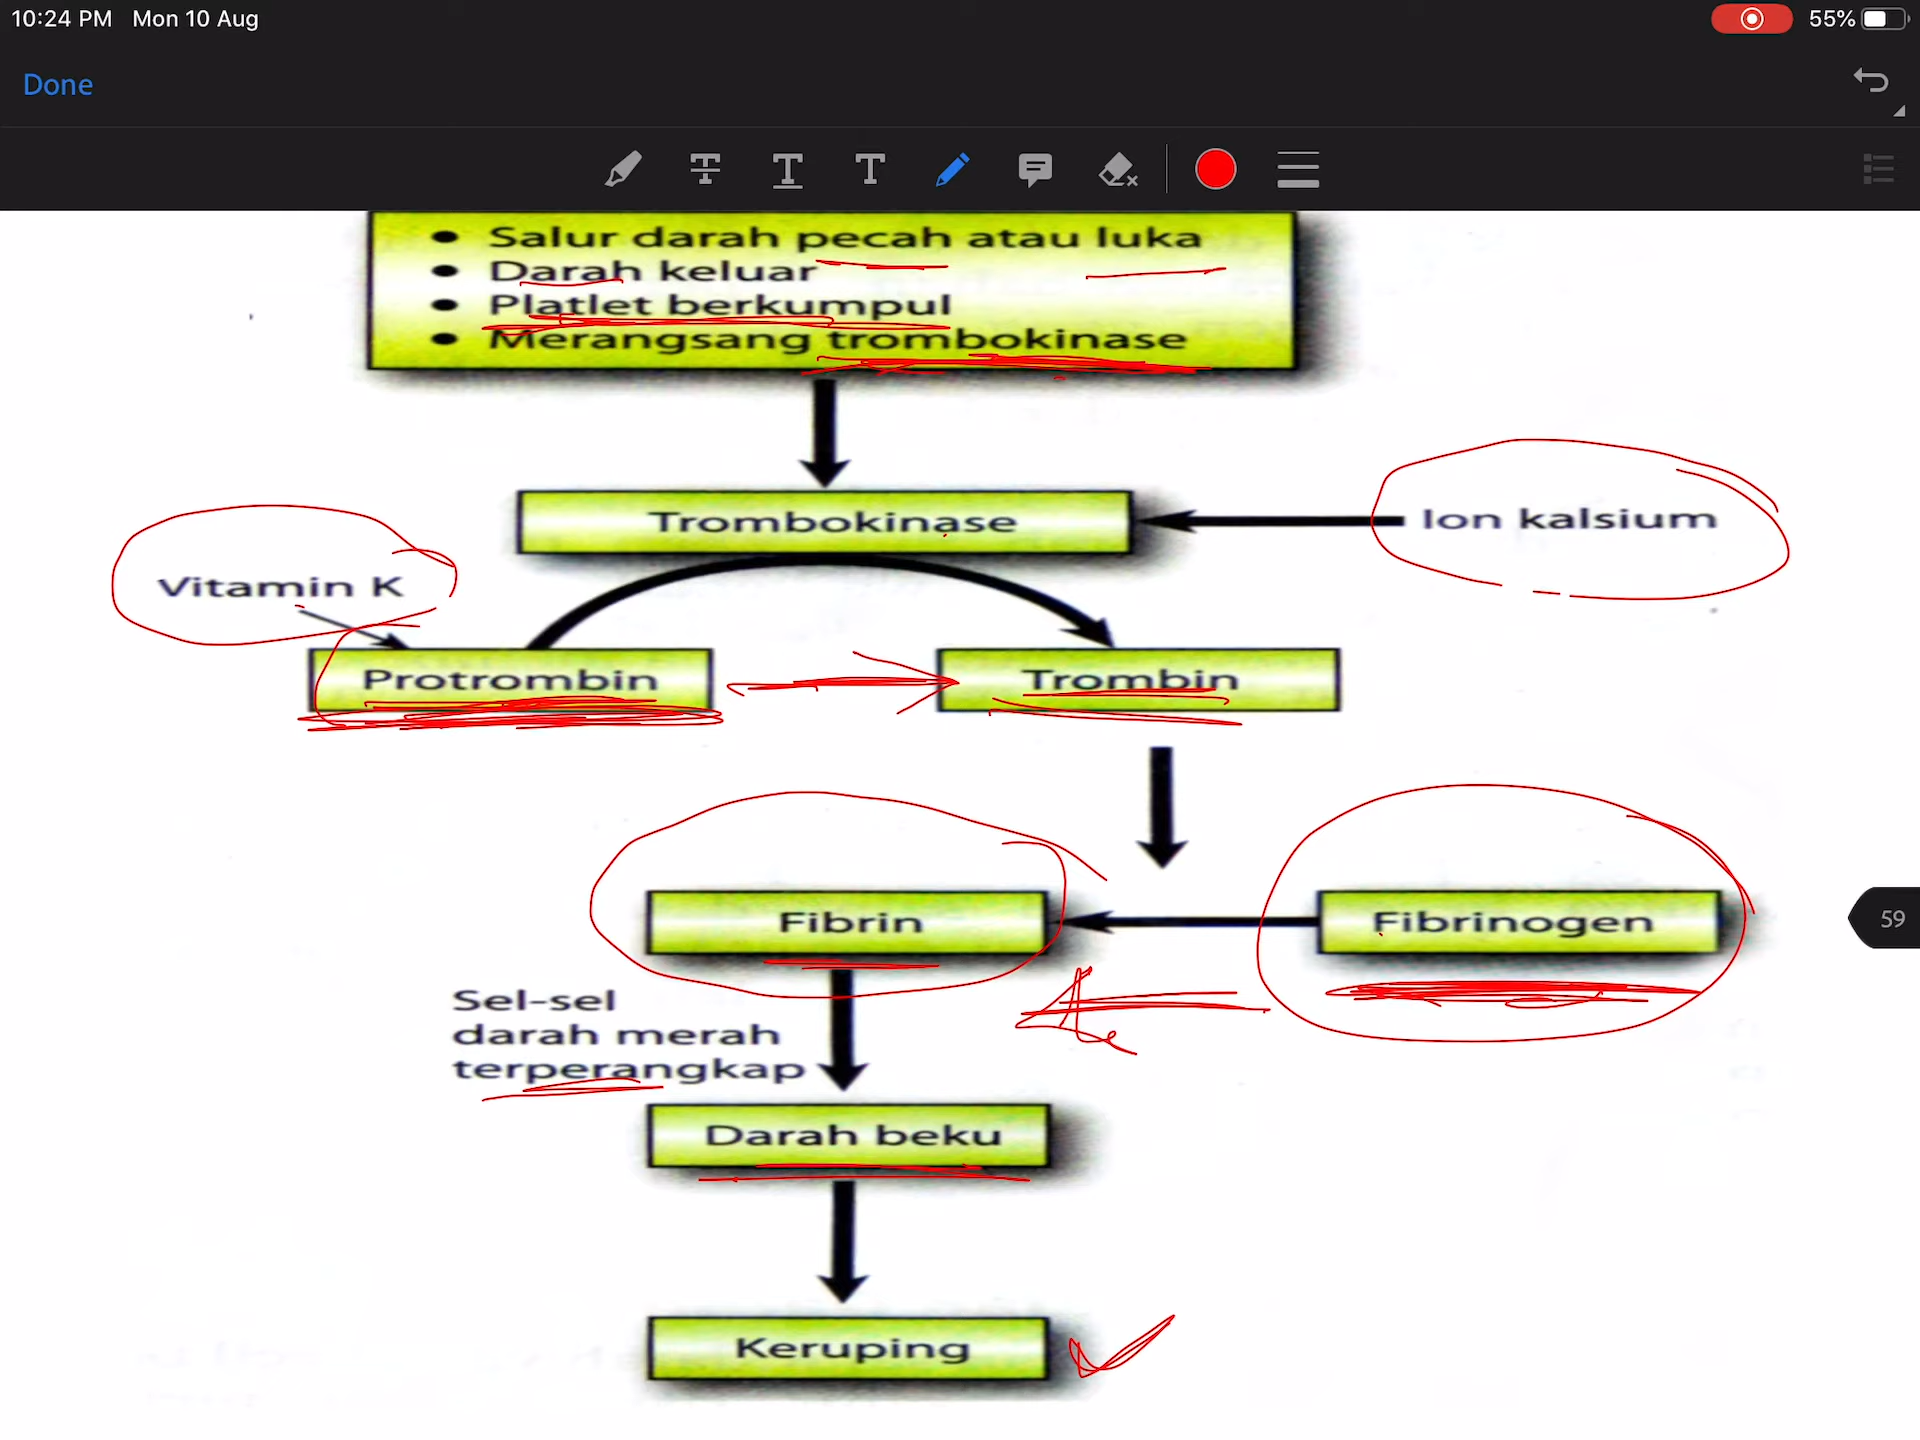 10:24 PM Mon 10 Aug
55%
Done
• Salur darah pecah atau luka
• Darah keluar
• Platlet berkumpul
• Merangsang trombokinase
Trombokinase
Ion kalsium
Vitamin K
Protrombin
Trombin
Fibrin
Fibrinogen
59
Sel-sel
darah merah
terperangkap
Darah beku
Keruping